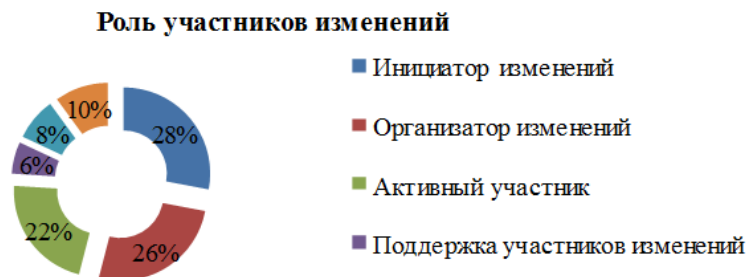 Роль участников изменений
10%
28%
8%
6%
22%
26%
Инициатор изменений
Организатор изменений
Активный участник
Поддержка участников изменений